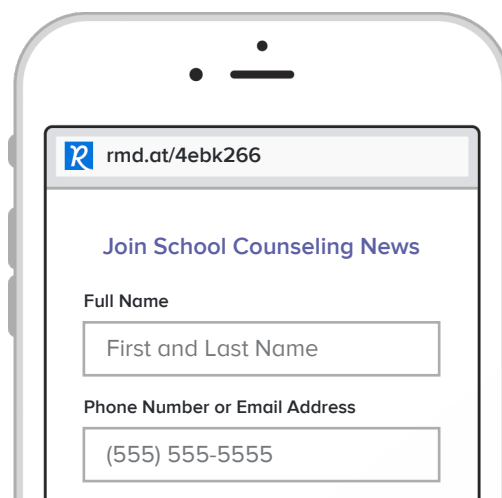 rmd.at/4ebk266
Join School Counseling News
Full Name
First and Last Name
Phone Number or Email Address
(555) 555-5555